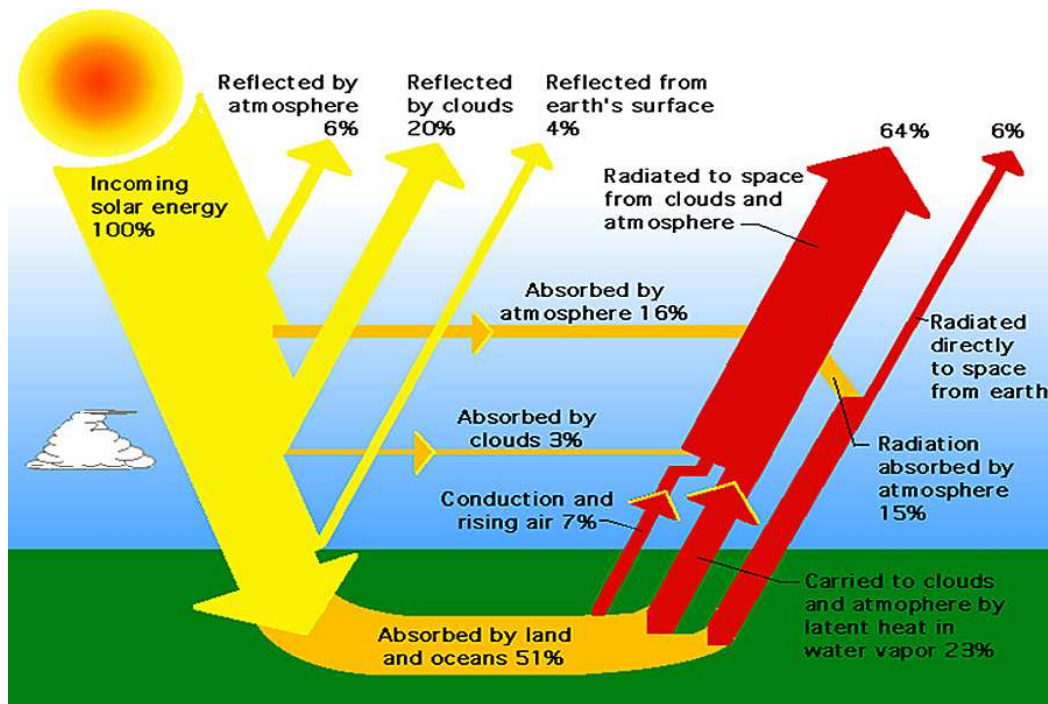 Reflected by
atmosphere
6%
Reflected
by clouds
20%
Reflected from
earth's surface
4%
64%
6%
Incoming
solar energy
100%
Radiated to space
from clouds and
atmosphere
Absorbed by
atmosphere 16%
Radiated
directly
to space
from earth
Absorbed by
clouds 3%
Radiation
absorbed by
atmosphere
15%
Conduction and
rising air 7%
Carried to clouds
and atmophere by
latent heat in
water vapor 23%
Absorbed by land
and oceans 51%